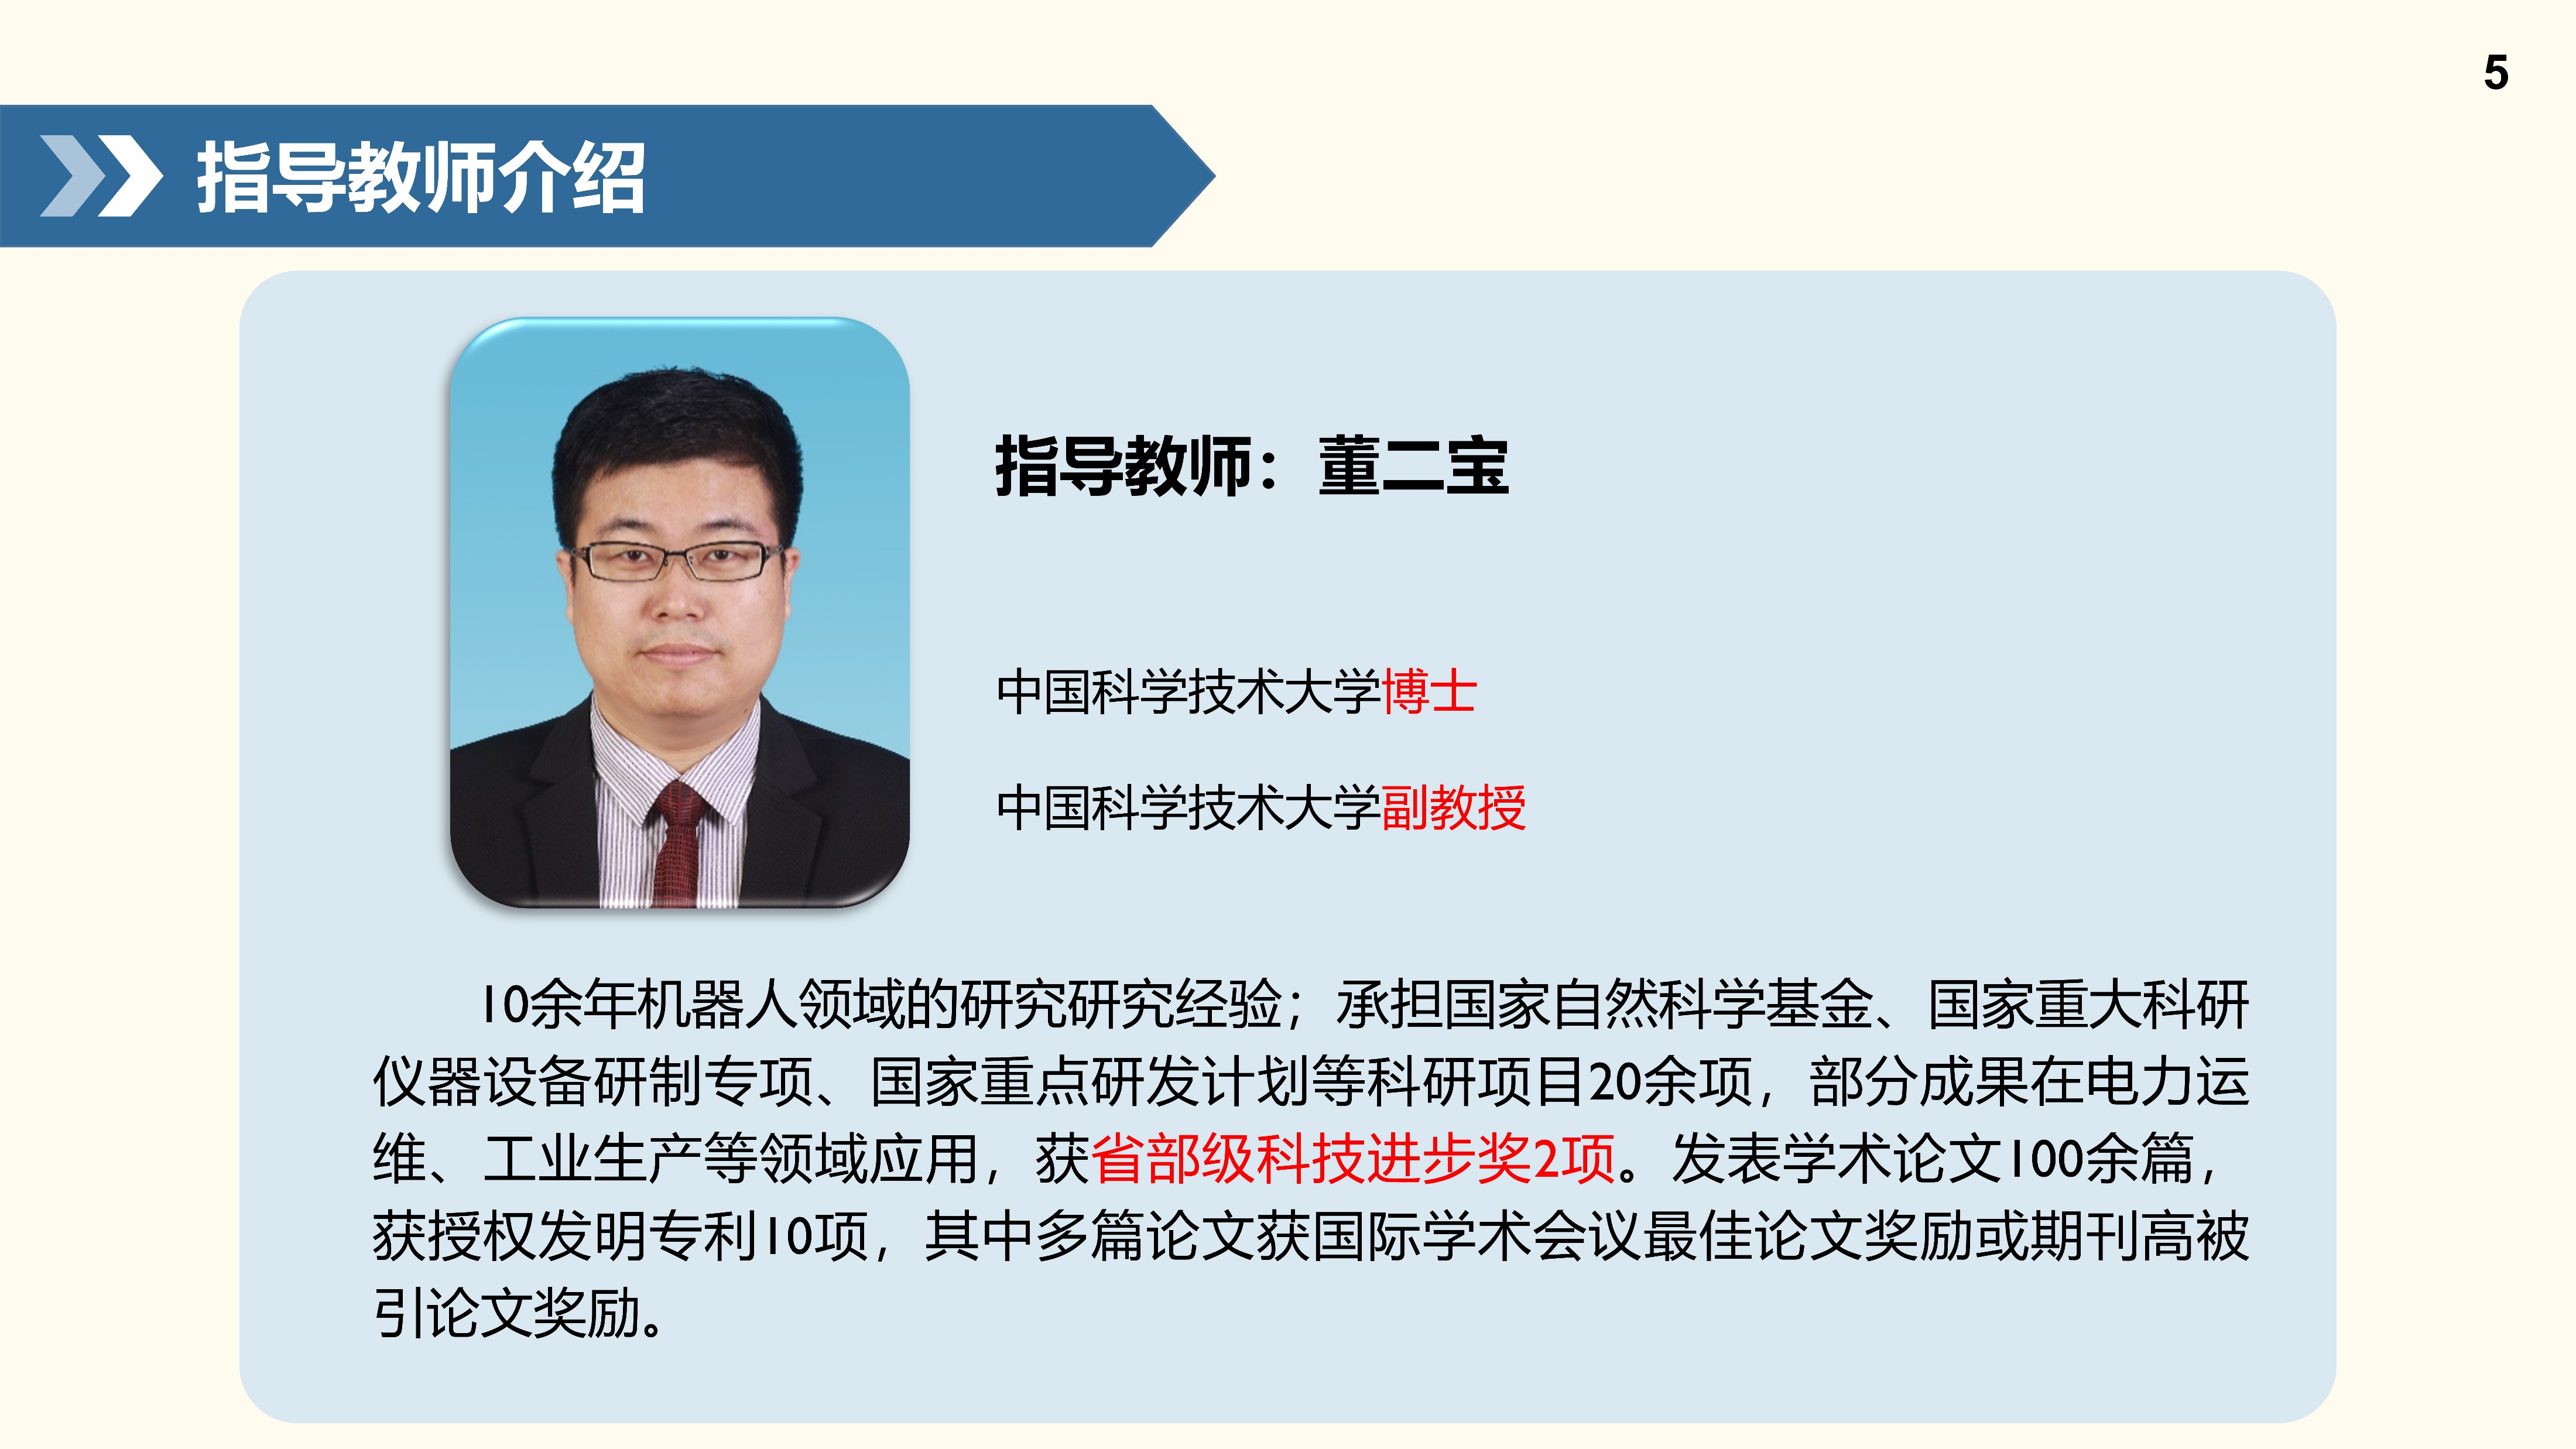 5
指导教师介绍
指导教师：董二宝
中国科学技术大学博士
中国科学技术大学副教授
10余年机器人领域的研究研究经验；承担国家自然科学基金、国家重大科研
仪器设备研制专项、国家重点研发计划等科研项目20余项，部分成果在电力运
维、工业生产等领域应用，获省部级科技进步奖2项。发表学术论文100余篇，
获授权发明专利10项，其中多篇论文获国际学术会议最佳论文奖励或期刊高被
引论文奖励。